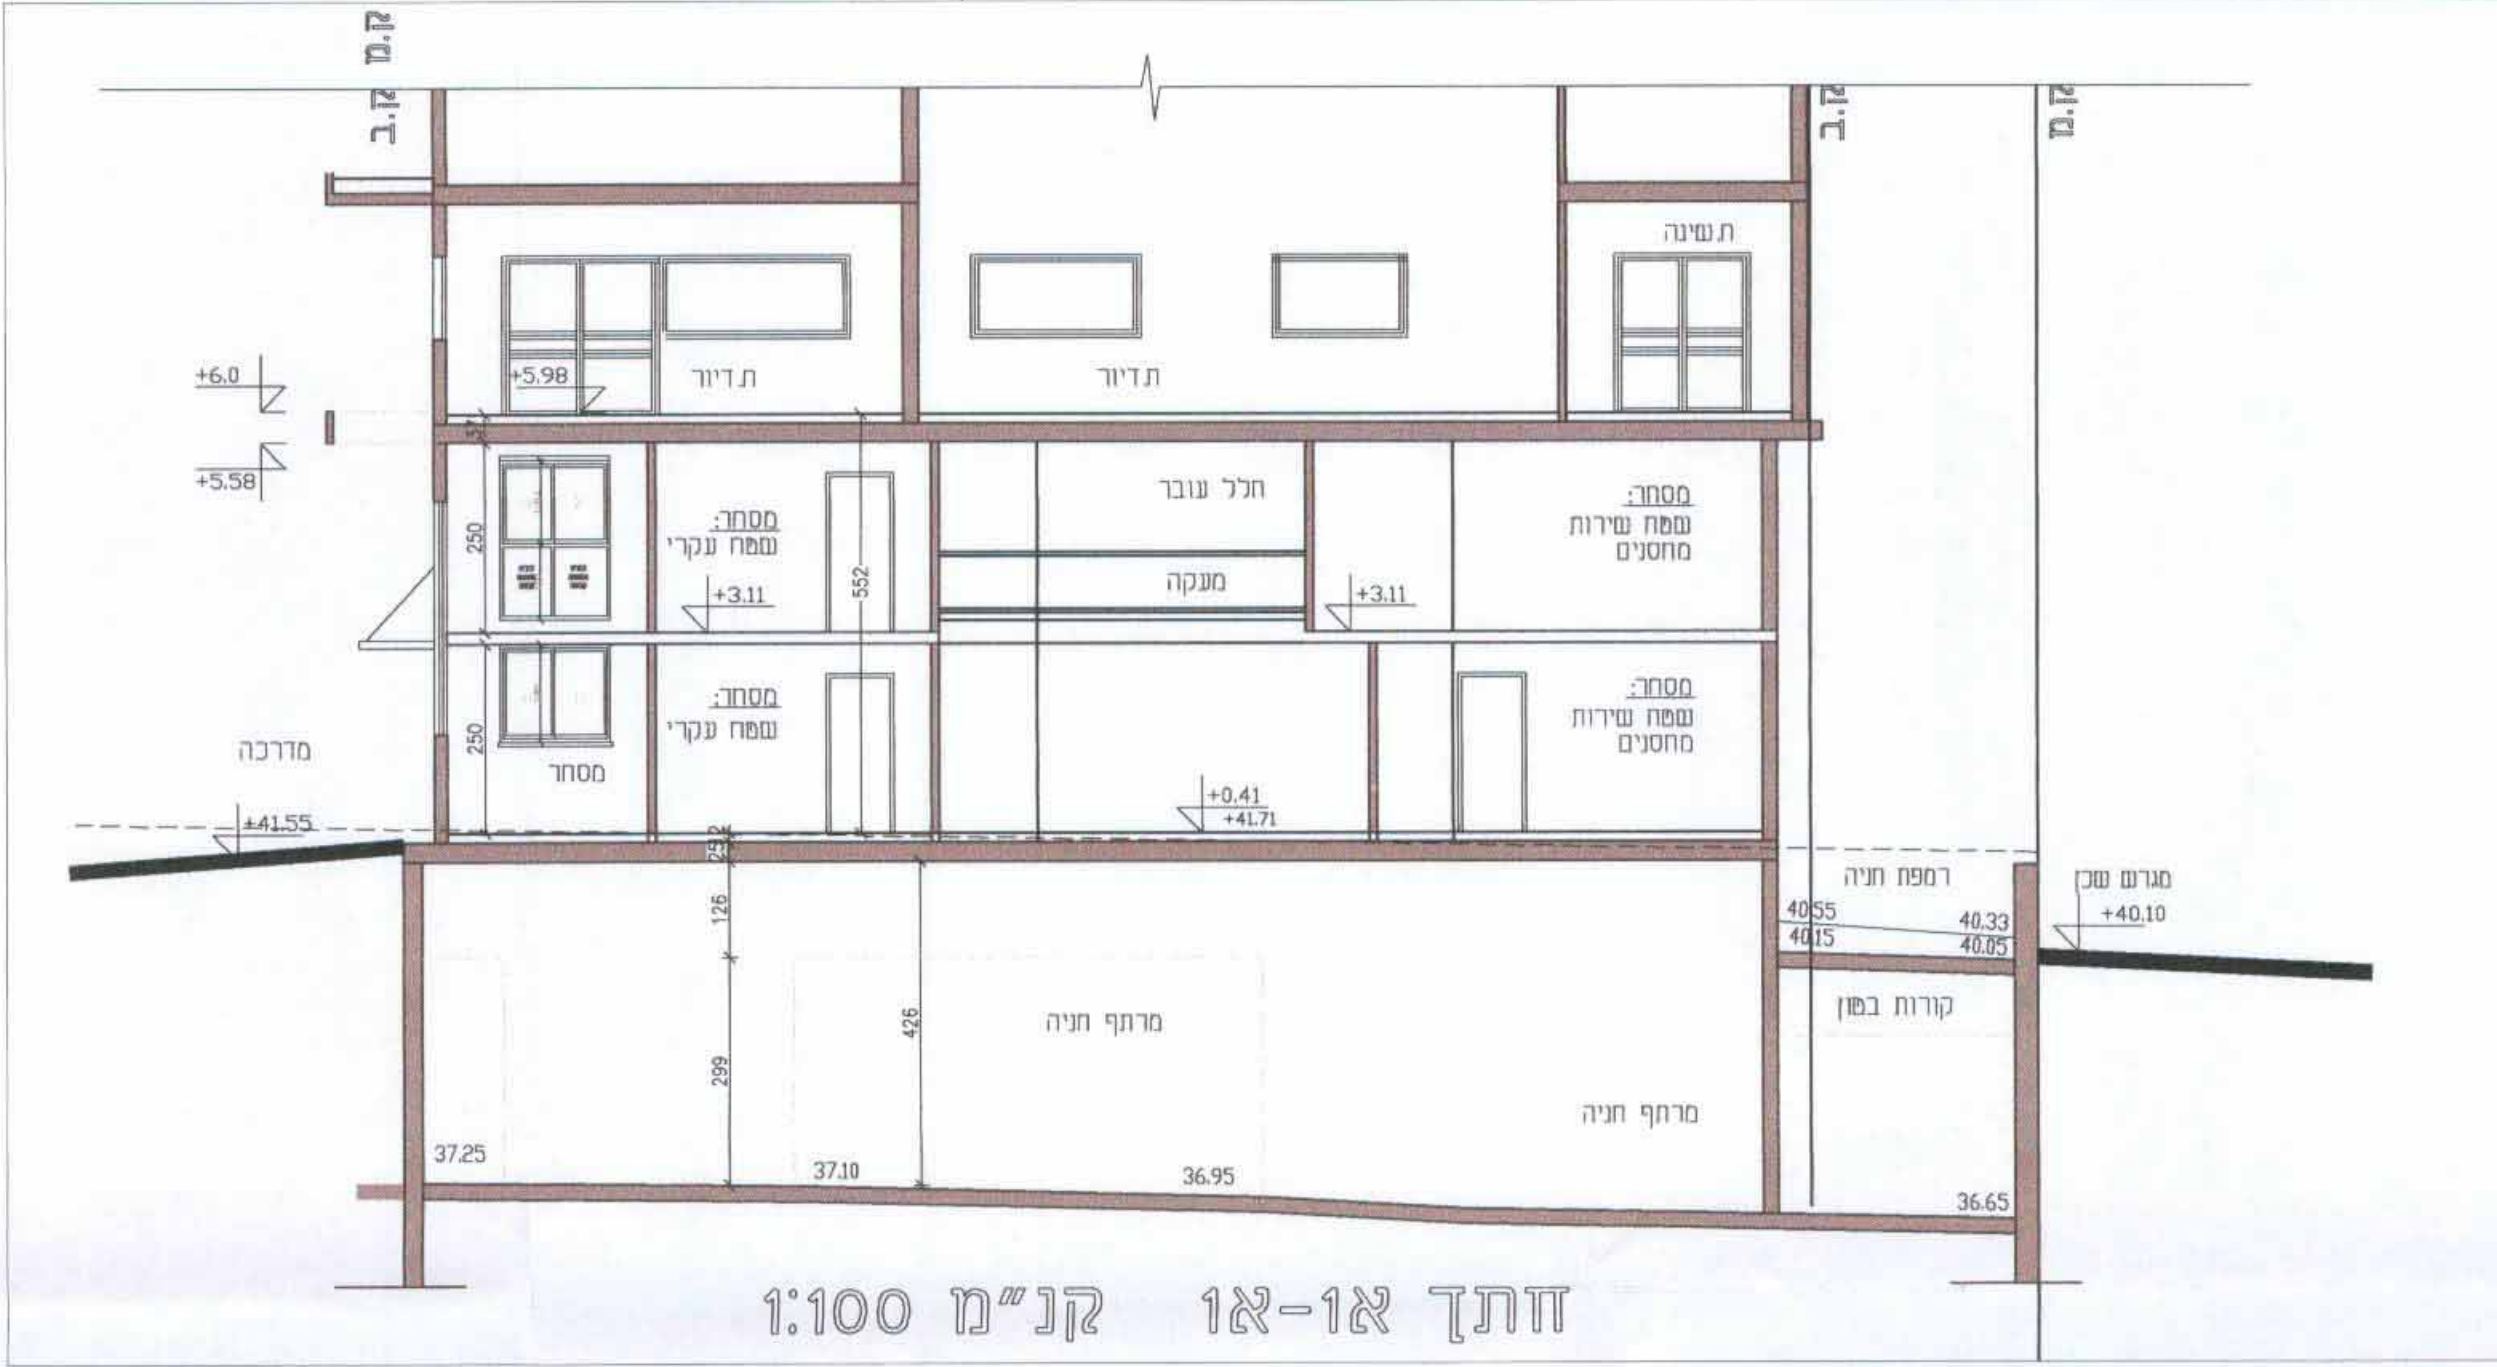 ק.מ
ק.ב
ק.ב
ק.מ
ת.שינה
+6.0
+5.98
ת.דיור
ת.דיור
+5.58
57
חלל עובר
מסחר:
שטח עקרי
מסחר:
שטח שירות
מחסנים
250
552
מעקה
+3.11
+3.11
מסחר:
שטח עקרי
מסחר:
שטח שירות
מחסנים
250
מדרכה
מסחר
+0.41
+41.71
+41.55
רמפת חניה
מגרש שכן
+40.10
126
40.55
40.33
40.15
40.05
קורות בטון
426
מרתף חניה
299
מרתף חניה
37.25
37.10
36.95
36.65
חתך א1-א1 קנ"מ 1:100